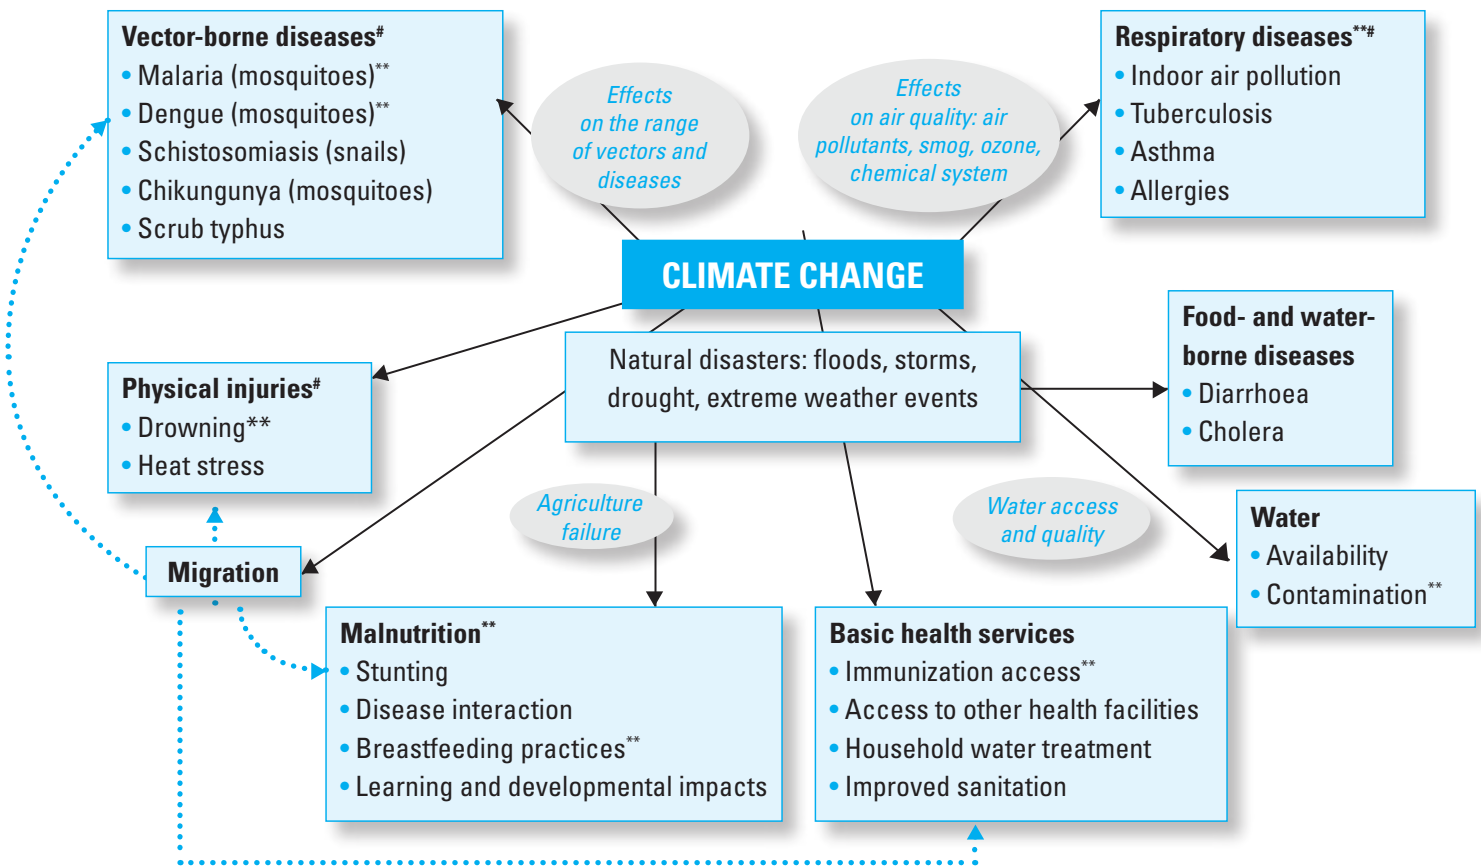 Vector-borne diseases#
• Malaria (mosquitoes)**
• Dengue (mosquitoes)**
• Schistosomiasis (snails)
• Chikungunya (mosquitoes)
• Scrub typhus
Effects
on the range
of vectors and
diseases
Effects
on air quality: air
pollutants, smog, ozone,
chemical system
Respiratory diseases**#
• Indoor air pollution
• Tuberculosis
• Asthma
• Allergies
CLIMATE CHANGE
Natural disasters: floods, storms,
drought, extreme weather events
Food- and water-
borne diseases
• Diarrhoea
• Cholera
Physical injuries#
• Drowning**
• Heat stress
Agriculture
failure
Water access
and quality
Water
• Availability
• Contamination**
Migration
Malnutrition**
• Stunting
• Disease interaction
• Breastfeeding practices**
• Learning and developmental impacts
Basic health services
• Immunization access**
• Access to other health facilities
• Household water treatment
• Improved sanitation